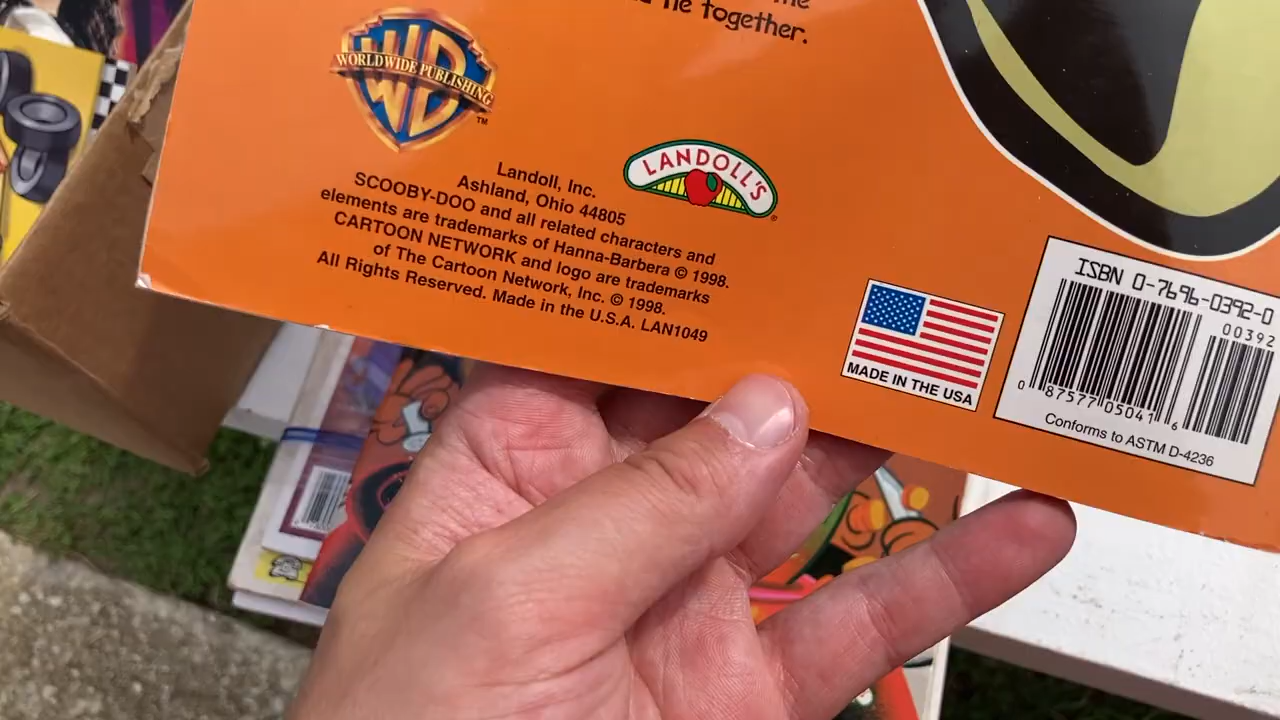 the
tie together.
WB
WORLDWIDE PUBLISHING
TM
LANDOLL'S
Landoll, Inc.
Ashland, Ohio 44805
SCOOBY-DOO and all related characters and
elements are trademarks of Hanna-Barbera © 1998.
CARTOON NETWORK and logo are trademarks
of The Cartoon Network, Inc. © 1998.
All Rights Reserved. Made in the U.S.A. LAN1049
MADE IN THE USA
ISBN 0-7696-0392-0
00392
0 87577 05041 6
Conforms to ASTM D-4236